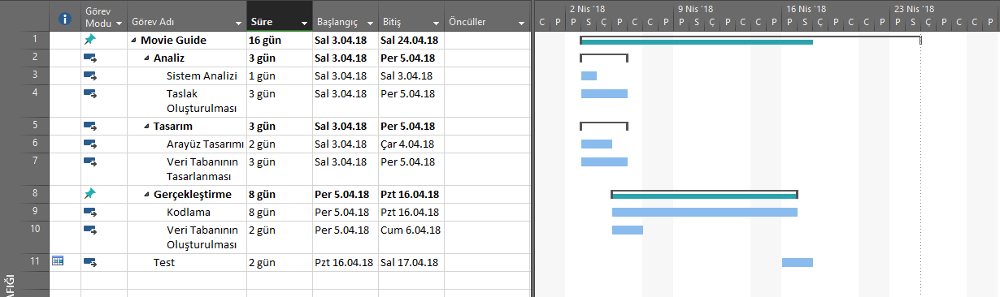 Görev Modu Görev Adı Süre Başlangıç Bitiş Öncüller
1 Movie Guide 16 gün Sal 3.04.18 Sal 24.04.18
2 Analiz 3 gün Sal 3.04.18 Per 5.04.18
3 Sistem Analizi 1 gün Sal 3.04.18 Sal 3.04.18
4 Taslak Oluşturulması 3 gün Sal 3.04.18 Per 5.04.18
5 Tasarım 3 gün Sal 3.04.18 Per 5.04.18
6 Arayüz Tasarımı 2 gün Sal 3.04.18 Çar 4.04.18
7 Veri Tabanının Tasarlanması 3 gün Sal 3.04.18 Per 5.04.18
8 Gerçekleştirme 8 gün Per 5.04.18 Pzt 16.04.18
9 Kodlama 8 gün Per 5.04.18 Pzt 16.04.18
10 Veri Tabanının Oluşturulması 2 gün Per 5.04.18 Cum 6.04.18
11 Test 2 gün Pzt 16.04.18 Sal 17.04.18
2 Nis '18 9 Nis '18 16 Nis '18 23 Nis '18
C P P S Ç P C C P P S Ç P C C P P S Ç P C C P P S Ç P C
AFIĞI